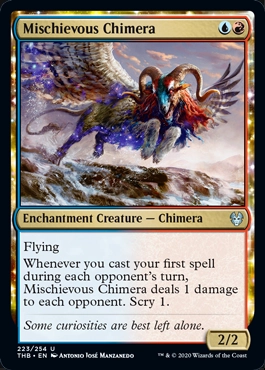 Mischievous Chimera
Enchantment Creature — Chimera
Flying
Whenever you cast your first spell
during each opponent's turn,
Mischievous Chimera deals 1 damage
to each opponent. Scry 1.
Some curiosities are best left alone.
2/2
223/254 U
THB • EN Antonio José Manzanedo
™ & © 2020 Wizards of the Coast